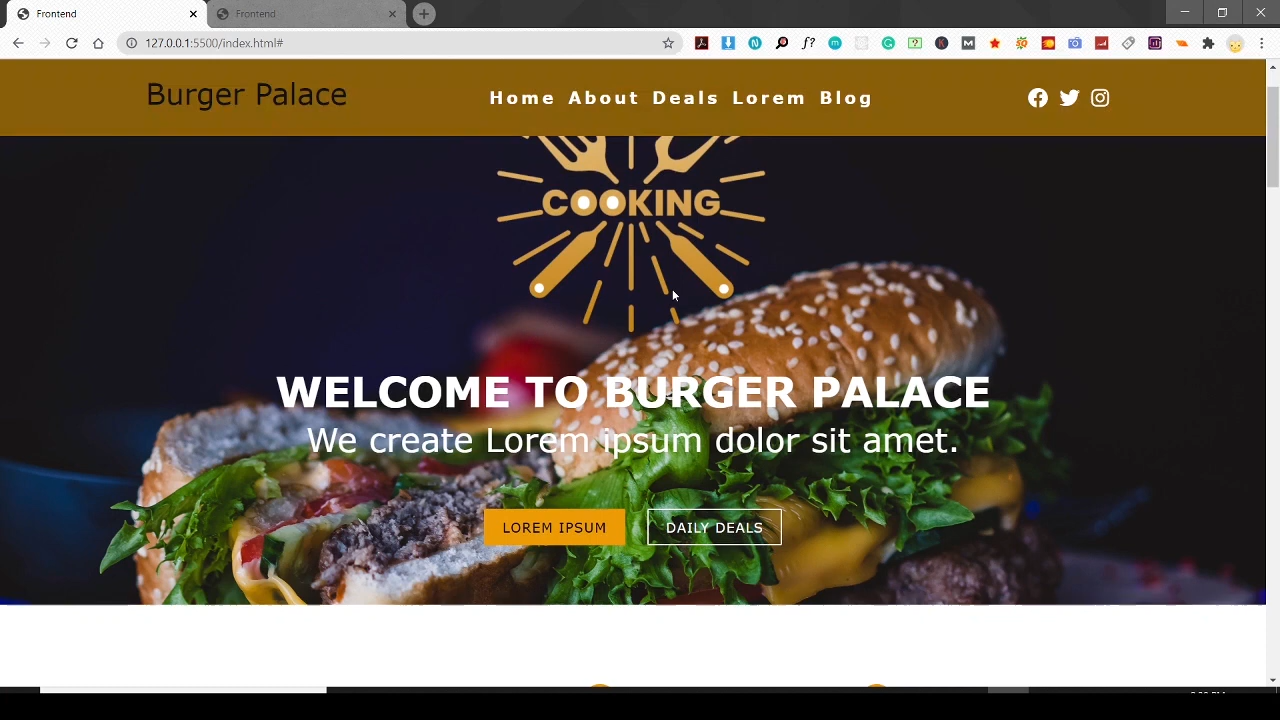 Frontend
Frontend
127.0.0.1:5500/index.html#
Burger Palace
Home About Deals Lorem Blog
COOKING
WELCOME TO BURGER PALACE
We create Lorem ipsum dolor sit amet.
LOREM IPSUM
DAILY DEALS